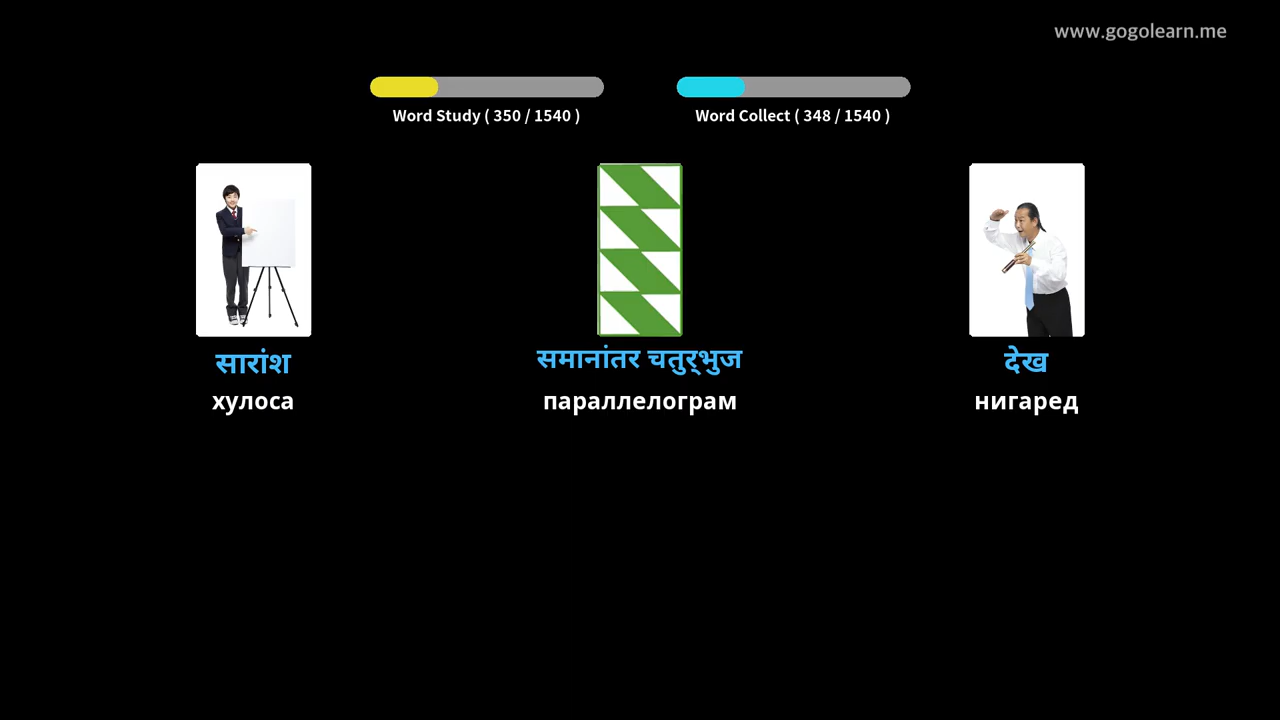 www.gogolearn.me
Word Study ( 350 / 1540 )
Word Collect ( 348 / 1540 )
सारांश
समानांतर चतुर्भुज
देख
хулоса
параллелограм
нигаред